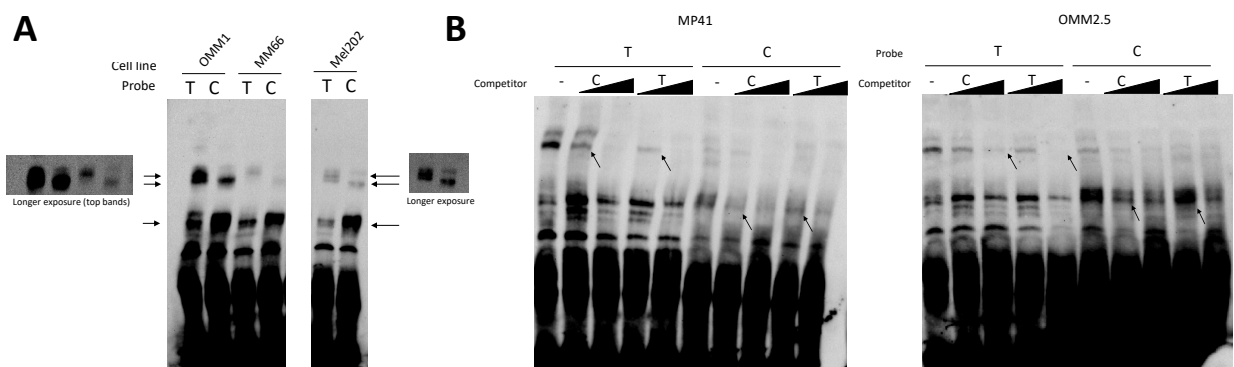 A
OMM1
MM66
Mel202
Cell line
Probe
T C T C
T C
Longer exposure (top bands)
Longer exposure
B
MP41
T
C
Competitor
- C T - C T
OMM2.5
Probe
T
C
Competitor
- C T - C T